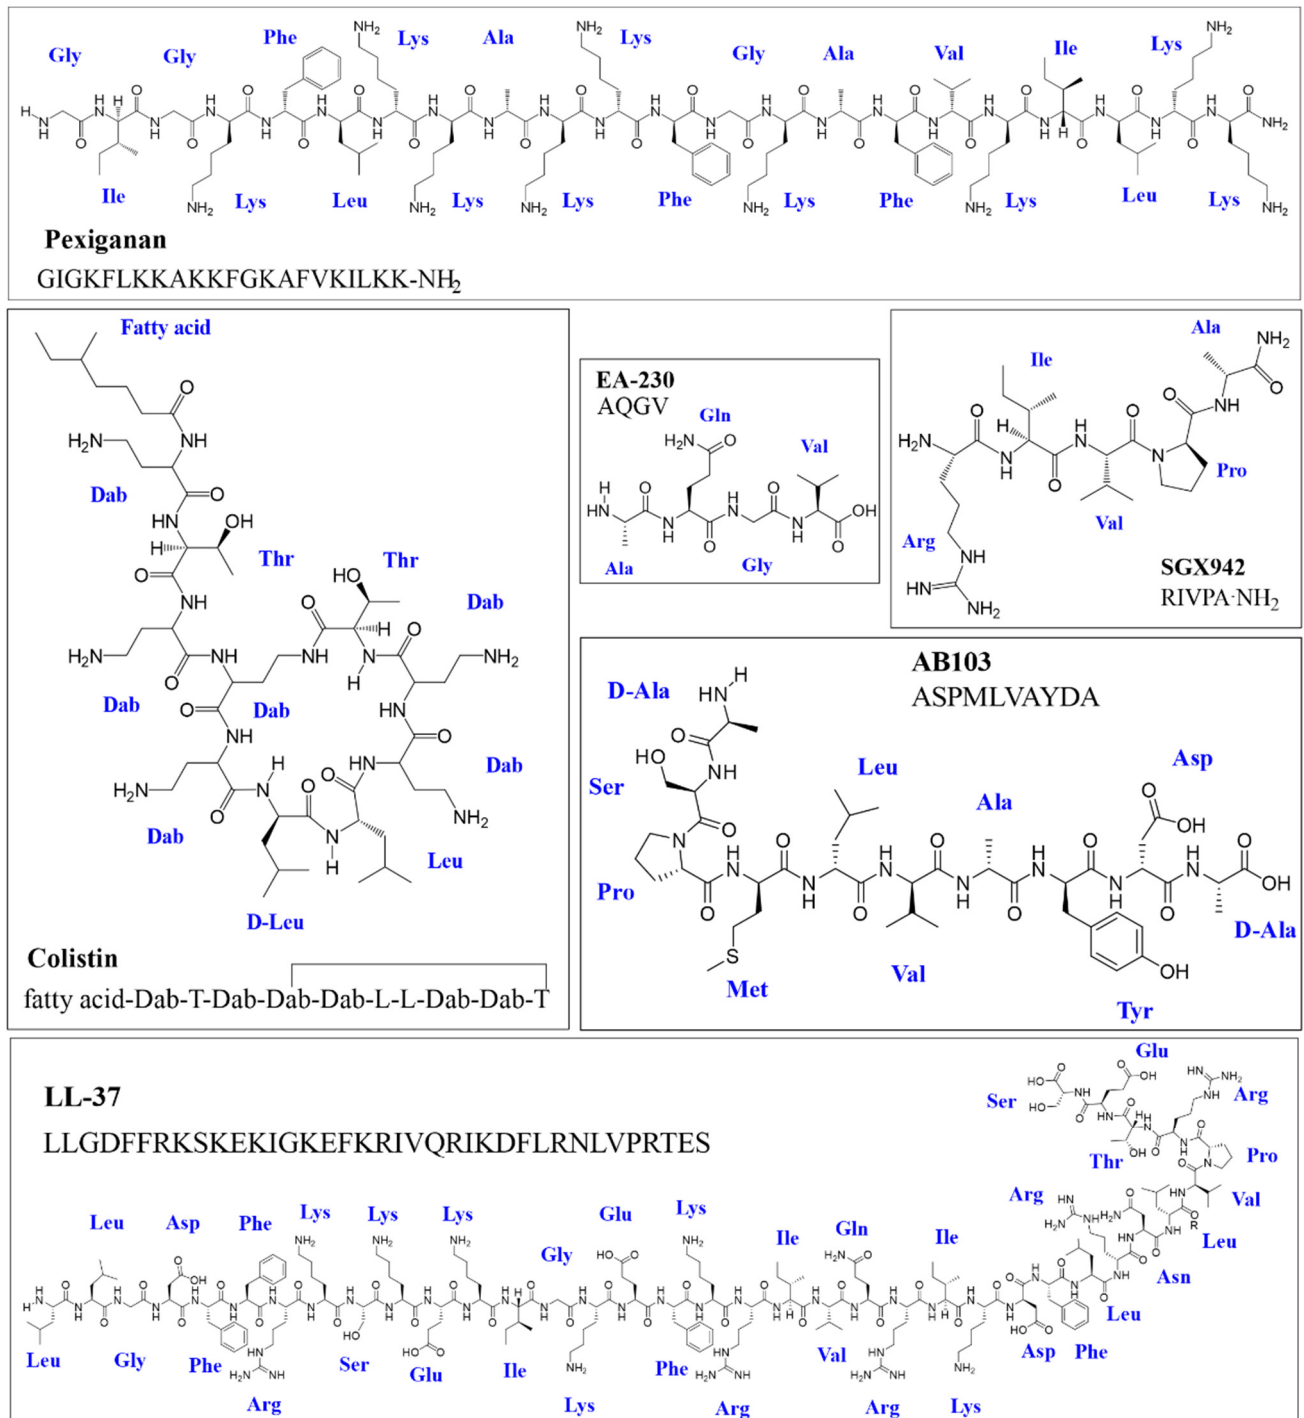 Gly Gly Phe Lys Ala Lys Gly Ala Val Ile Lys
Ile Lys Leu Lys Lys Phe Lys Phe Lys Leu Lys
Pexiganan
GIGKFLKKAKKFGKAFVKILKK-NH2
Fatty acid
Dab
Thr
Thr
Dab
Dab
Dab
Dab
Dab
Leu
D-Leu
Colistin
fatty acid-Dab-T-Dab-Dab-Dab-L-L-Dab-Dab-T
EA-230
AQGV
Gln
Val
Ala
Gly
Ala
Ile
Pro
Val
Arg
SGX942
RIVPA-NH2
AB103
ASPMLVAYDA
D-Ala
Ser
Leu
Asp
Ala
Pro
D-Ala
Val
Met
Tyr
LL-37
LLGDFFRKSKEKIGKEFKRIVQRIKDFLRNLVPRTES
Glu
Ser
Arg
Thr
Pro
Arg
Val
Leu
Asn
Leu
Leu Asp Phe Lys Lys Lys Gly Glu Lys Ile Gln Ile
Leu Gly Phe Arg Ser Glu Ile Lys Phe Arg Val Arg Lys Asp Phe